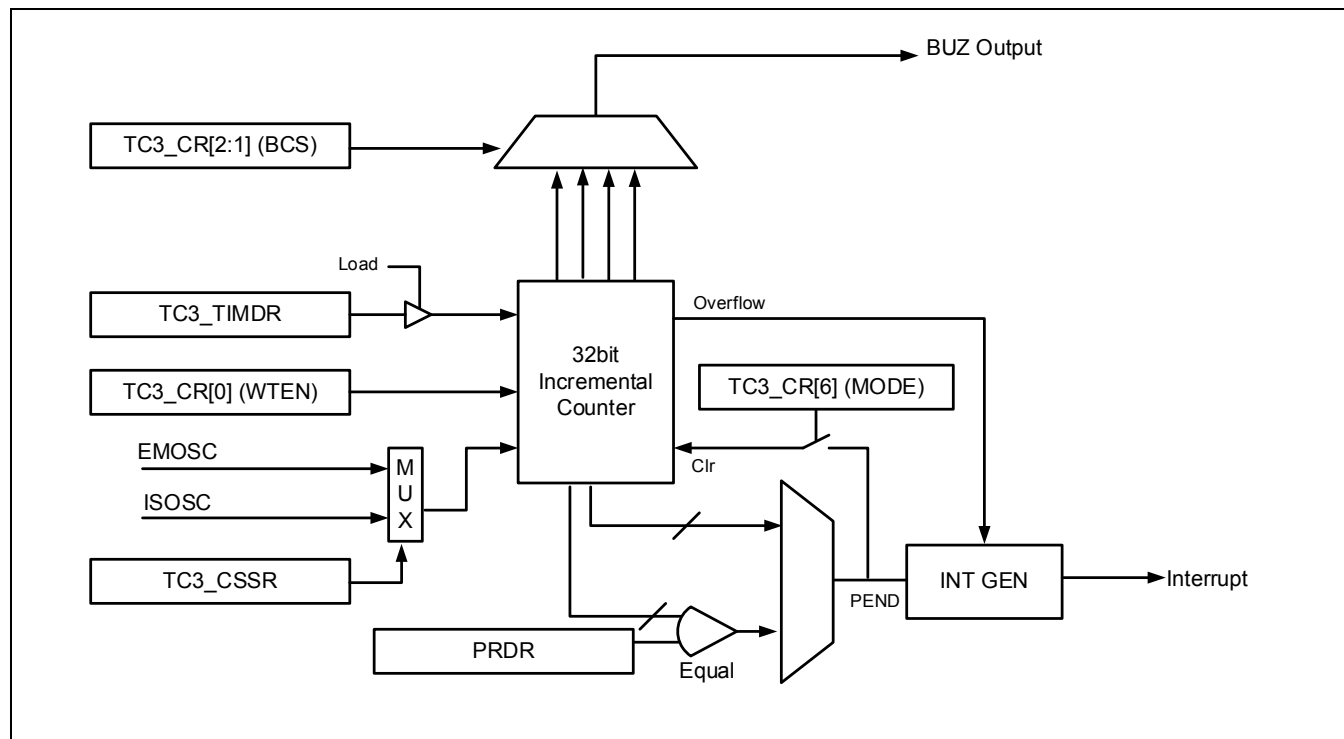 BUZ Output
TC3_CR[2:1] (BCS)
Load
TC3_TIMDR
Overflow
32bit
Incremental
Counter
TC3_CR[0] (WTEN)
TC3_CR[6] (MODE)
EMOSC
Clr
M
U
X
ISOSC
TC3_CSSR
INT GEN
Interrupt
PEND
PRDR
Equal